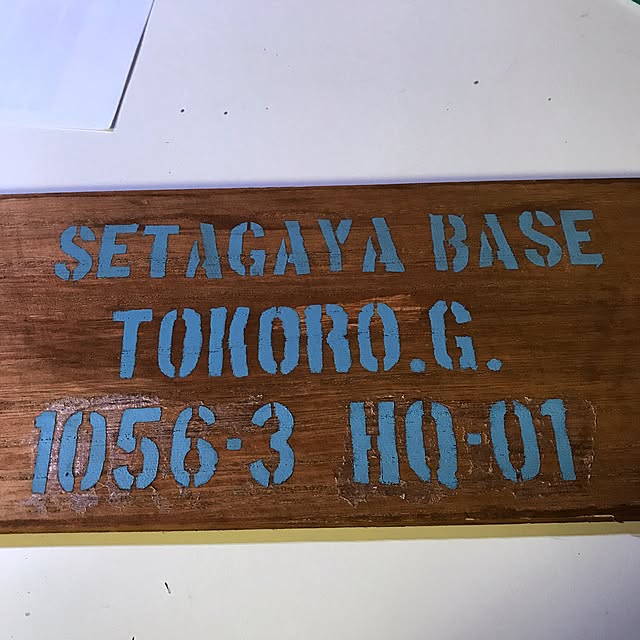 SETAGAYA BASE
TOKORO.G.
1056-3 HQ-01